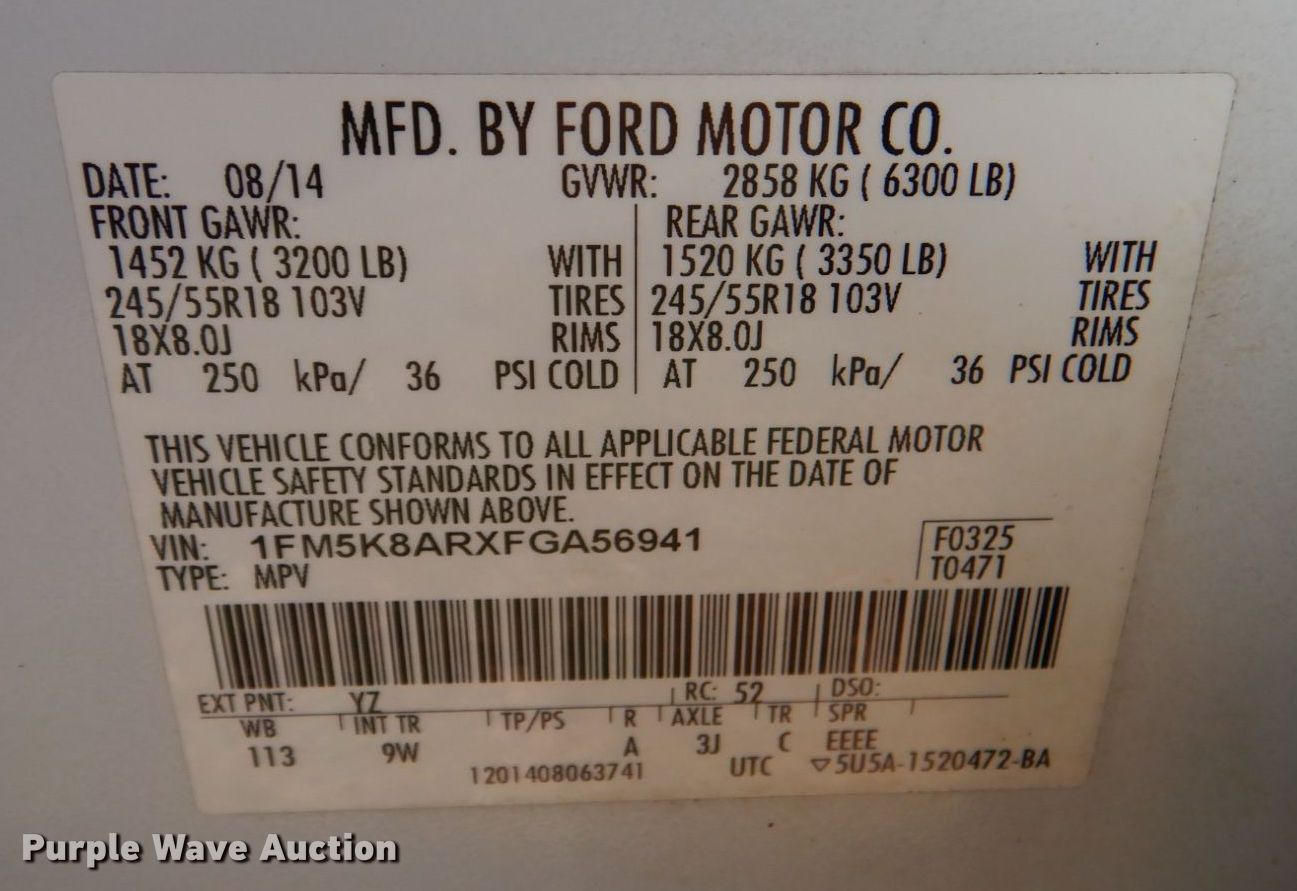 MFD. BY FORD MOTOR CO.
DATE: 08/14 GVWR: 2858 KG ( 6300 LB)
FRONT GAWR: REAR GAWR:
1452 KG ( 3200 LB) WITH 1520 KG ( 3350 LB) WITH
245/55R18 103V TIRES 245/55R18 103V TIRES
18X8.0J RIMS 18X8.0J RIMS
AT 250 kPa/ 36 PSI COLD AT 250 kPa/ 36 PSI COLD
THIS VEHICLE CONFORMS TO ALL APPLICABLE FEDERAL MOTOR
VEHICLE SAFETY STANDARDS IN EFFECT ON THE DATE OF
MANUFACTURE SHOWN ABOVE.
VIN: 1FM5K8ARXFGA56941 F0325
TYPE: MPV T0471
EXT PNT: YZ RC: 52 DSO:
WB INT TR TP/PS R AXLE TR SPR
113 9W A 3J C EEEE
1201408063741 UTC ▽5U5A-1520472-BA
Purple Wave Auction